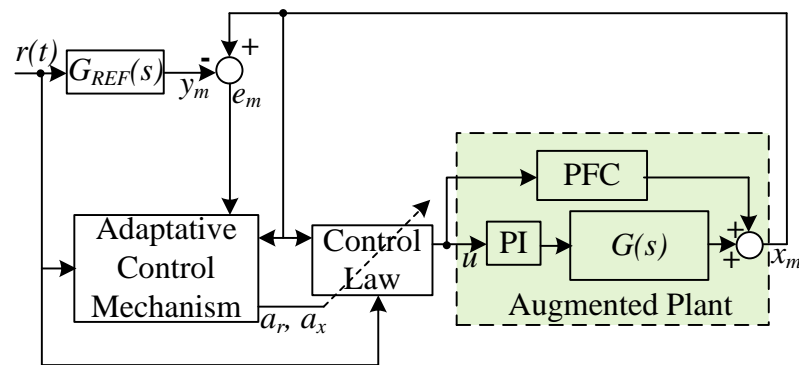 r(t)
G_REF(s)
-
+
y_m
e_m
PFC
Adaptative
Control
Mechanism
Control
Law
u
PI
G(s)
+
+
x_m
a_r, a_x
Augmented Plant